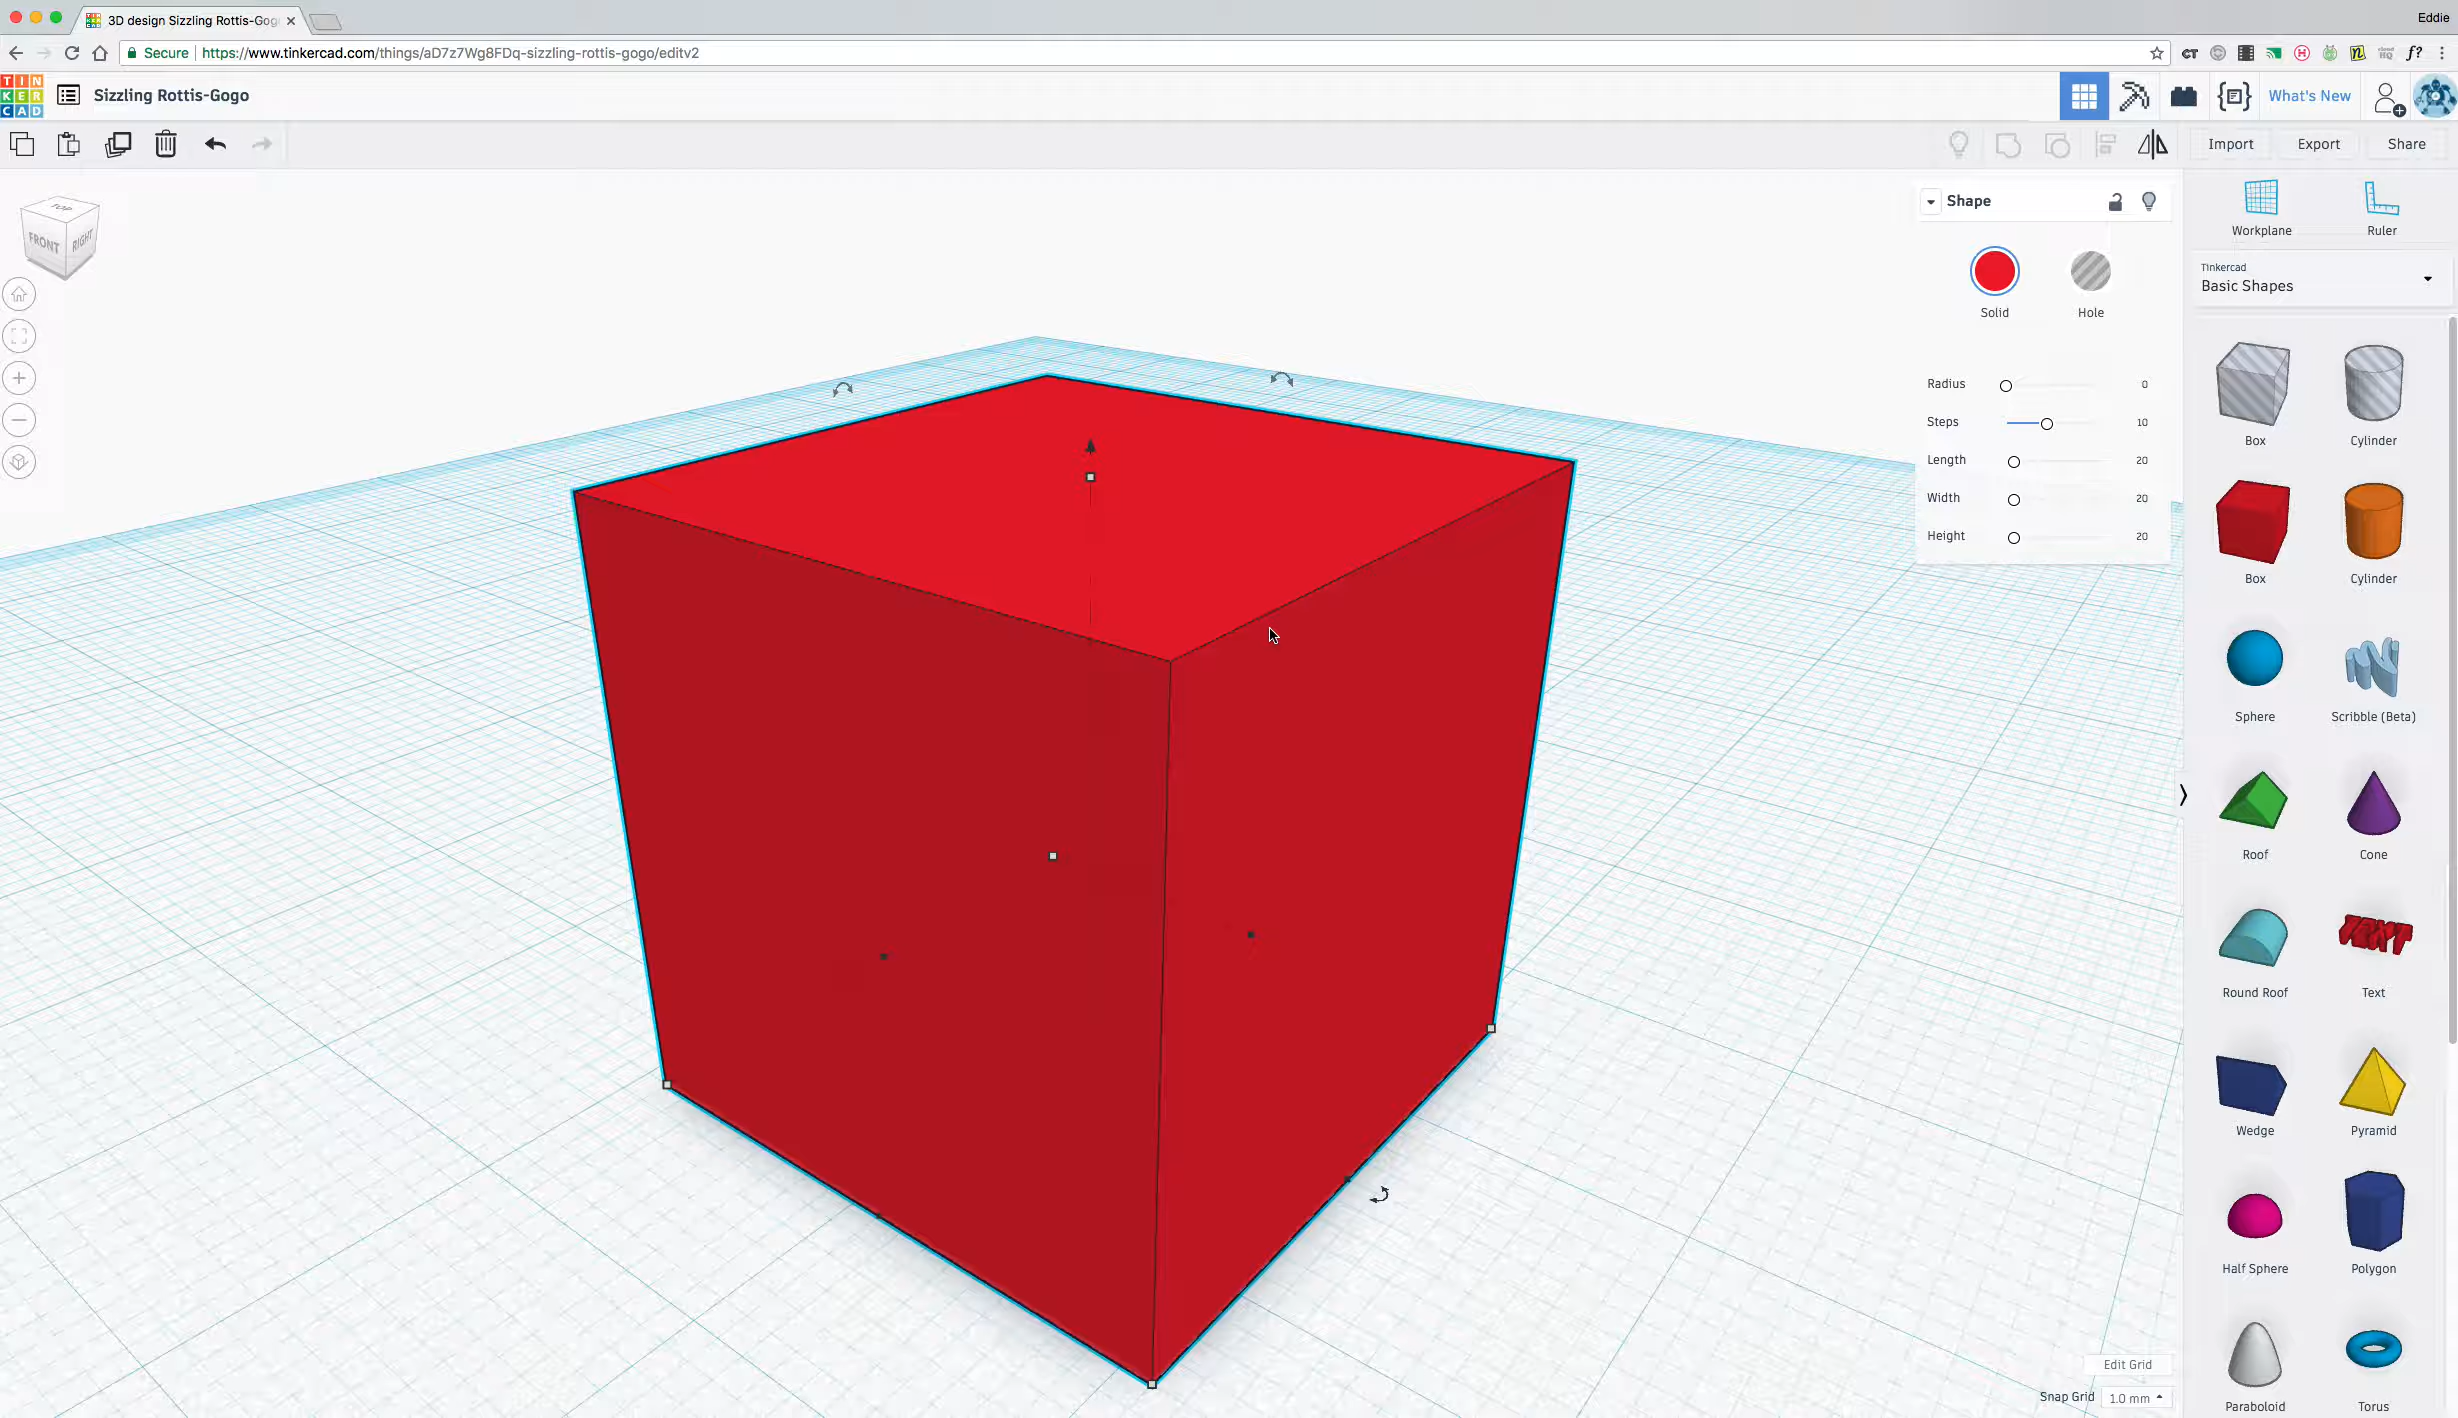 3D design Sizzling Rottis-Gog
Eddie
Secure https://www.tinkercad.com/things/aD7z7Wg8FDq-sizzling-rottis-gogo/editv2
TIN
KER
CAD
Sizzling Rottis-Gogo
What's New
Import
Export
Share
TOP
FRONT
RIGHT
Shape
Solid
Hole
Radius 0
Steps 10
Length 20
Width 20
Height 20
Workplane
Ruler
Tinkercad
Basic Shapes
Box
Cylinder
Box
Cylinder
Sphere
Scribble (Beta)
Roof
Cone
TEXT
Round Roof
Text
Wedge
Pyramid
Half Sphere
Polygon
Paraboloid
Torus
Edit Grid
Snap Grid 1.0 mm